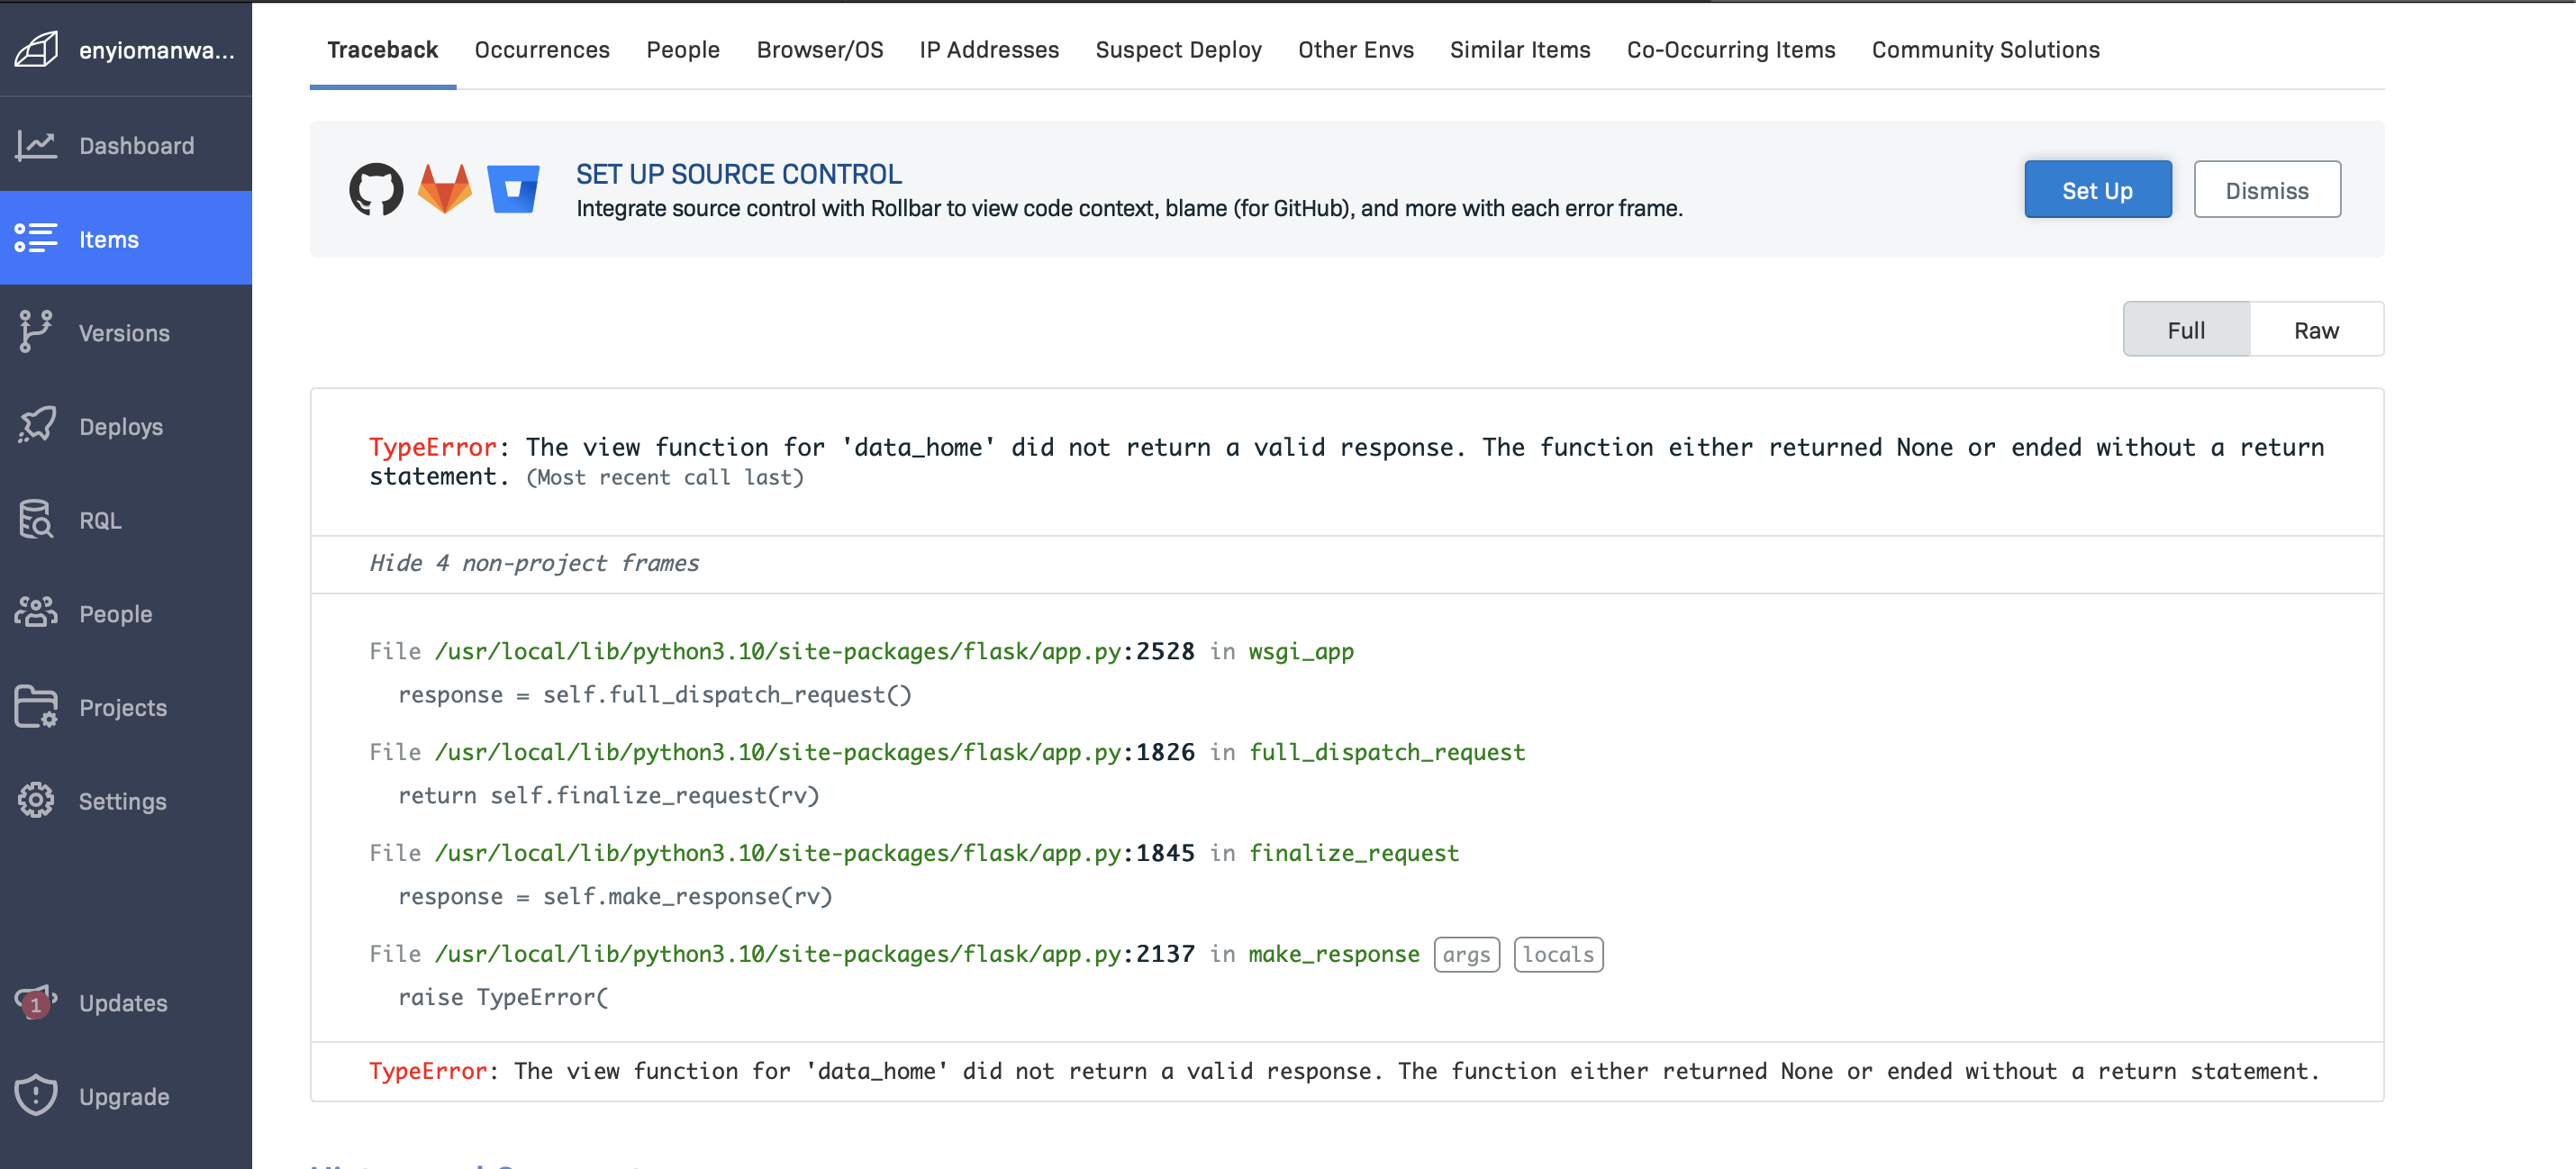 enyiomanwa...
Dashboard
Items
Versions
Deploys
RQL
People
Projects
Settings
1
Updates
Upgrade
Traceback Occurrences People Browser/OS IP Addresses Suspect Deploy Other Envs Similar Items Co-Occurring Items Community Solutions
SET UP SOURCE CONTROL
Integrate source control with Rollbar to view code context, blame (for GitHub), and more with each error frame.
Set Up Dismiss
Full Raw
TypeError: The view function for 'data_home' did not return a valid response. The function either returned None or ended without a return
statement. (Most recent call last)
Hide 4 non-project frames
File /usr/local/lib/python3.10/site-packages/flask/app.py:2528 in wsgi_app
response = self.full_dispatch_request()
File /usr/local/lib/python3.10/site-packages/flask/app.py:1826 in full_dispatch_request
return self.finalize_request(rv)
File /usr/local/lib/python3.10/site-packages/flask/app.py:1845 in finalize_request
response = self.make_response(rv)
File /usr/local/lib/python3.10/site-packages/flask/app.py:2137 in make_response args locals
raise TypeError(
TypeError: The view function for 'data_home' did not return a valid response. The function either returned None or ended without a return statement.